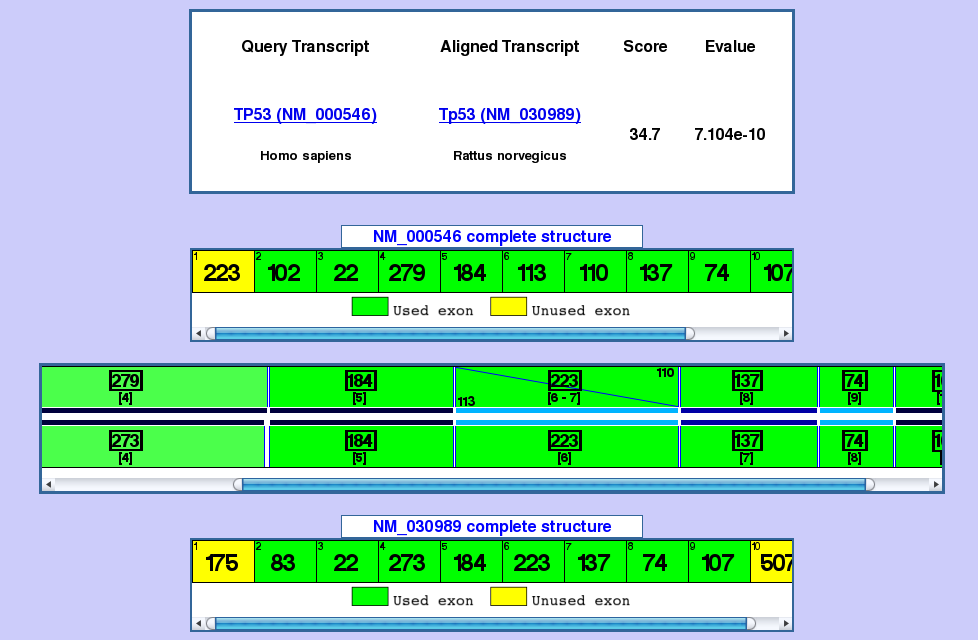 Query Transcript Aligned Transcript Score Evalue
TP53 (NM_000546) Tp53 (NM_030989)
34.7 7.104e-10
Homo sapiens Rattus norvegicus
NM_000546 complete structure
1 2 3 4 5 6 7 8 9 10
223 102 22 279 184 113 110 137 74 107
Used exon Unused exon
279 184 223 110 137 74
[4] [5] 113 [6 - 7] [8] [9]
273 184 223 137 74
[4] [5] [6] [7] [8]
NM_030989 complete structure
1 2 3 4 5 6 7 8 9 10
175 83 22 273 184 223 137 74 107 507
Used exon Unused exon